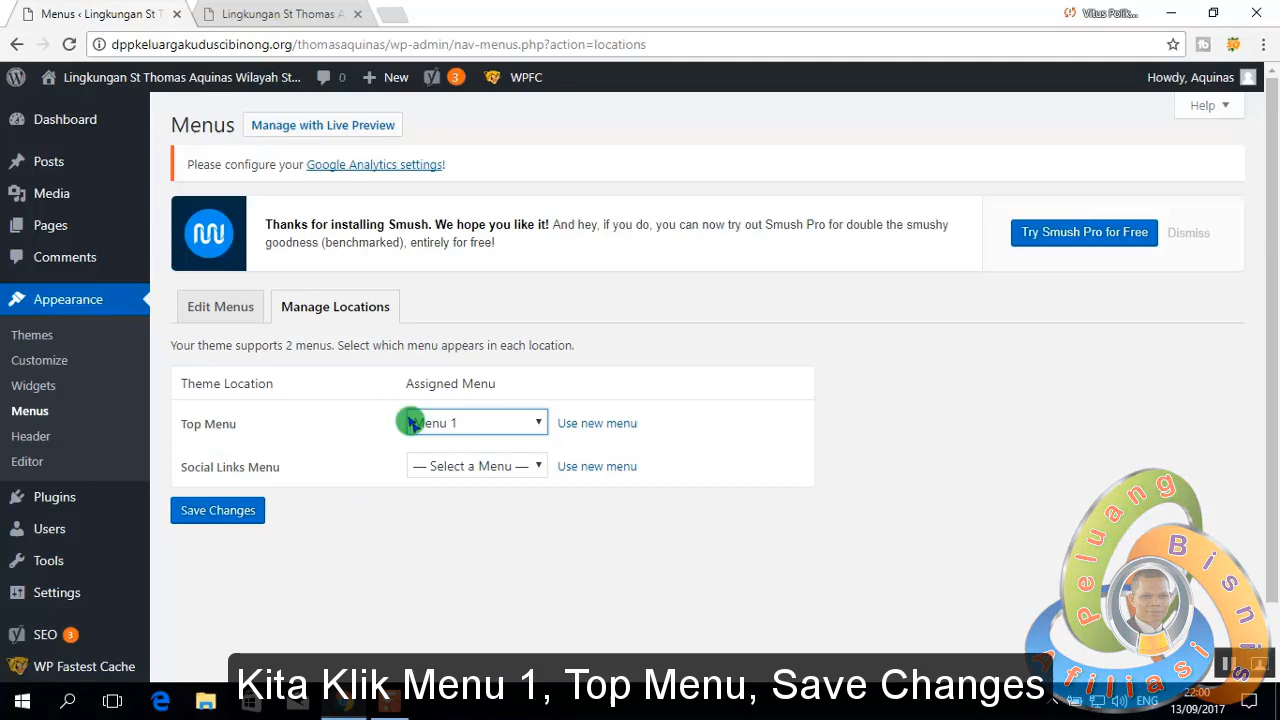 Menus ‹ Lingkungan St T
Lingkungan St Thomas A
Vitus Polik...
dppkeluargakuduscibinong.org/thomasaquinas/wp-admin/nav-menus.php?action=locations
Lingkungan St Thomas Aquinas Wilayah St...
0
New
3
WPFC
Howdy, Aquinas
Help
Dashboard
Posts
Media
Pages
Comments
Appearance
Themes
Customize
Widgets
Menus
Header
Editor
Plugins
Users
Tools
Settings
SEO 3
WP Fastest Cache
Menus
Manage with Live Preview
Please configure your Google Analytics settings!
Thanks for installing Smush. We hope you like it! And hey, if you do, you can now try out Smush Pro for double the smushy
goodness (benchmarked), entirely for free!
Try Smush Pro for Free
Dismiss
Edit Menus
Manage Locations
Your theme supports 2 menus. Select which menu appears in each location.
Theme Location
Assigned Menu
Top Menu
Menu 1
Use new menu
Social Links Menu
— Select a Menu —
Use new menu
Save Changes
Peluang
Bisnis
Afiliasi
Kita Klik Menu 1, Top Menu, Save Changes
ENG
22:00
13/09/2017